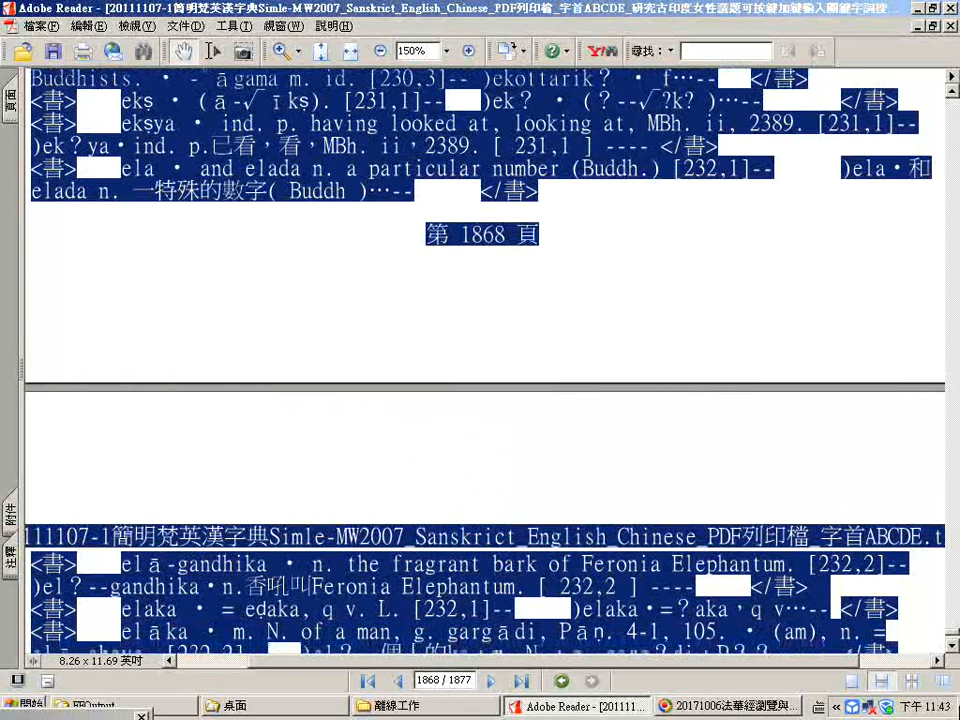 Adobe Reader - [20111107-1簡明梵英漢字典Simle-MW2007_Sanskrict_English_Chinese_PDF列印檔_字首ABCDE_研究古印度女性議題可按鍵加鍵輸入關鍵字詞搜
檔案(F) 編輯(E) 檢視(V) 文件(D) 工具(T) 視窗(W) 說明(H)
150% Y! 尋找：
Buddhists. · -°āgama m. id. [230,3]-- )ekottarik? · f…-- </書>
<書> ekṣ · (ā-√ īkṣ). [231,1]-- )ek? · (?--√?k? )…-- </書>
<書> ekṣya · ind. p. having looked at, looking at, MBh. ii, 2389. [231,1]--
)ek？ya·ind. p.已看，看，MBh. ii，2389. [ 231,1 ] ---- </書>
<書> ela · and elada n. a particular number (Buddh.) [232,1]-- )ela·和
elada n. 一特殊的數字( Buddh )…-- </書>
第 1868 頁
111107-1簡明梵英漢字典Simle-MW2007_Sanskrict_English_Chinese_PDF列印檔_字首ABCDE.t
<書> elā-gandhika · n. the fragrant bark of Feronia Elephantum. [232,2]--
)el？--gandhika·n.香吼叫Feronia Elephantum. [ 232,2 ] ---- </書>
<書> elaka · = eḍaka, q v. L. [232,1]-- )elaka·=？aka，q v…-- </書>
<書> elāka · m. N. of a man, g. gargādi, Pāṇ. 4-1, 105. · (am), n. =
頁面
附件
註釋
8.26 x 11.69 英吋
1868 / 1877
開始 FFOutput 桌面 離線工作 Adobe Reader - [201111... 20171006法華經瀏覽與... 下午 11:43